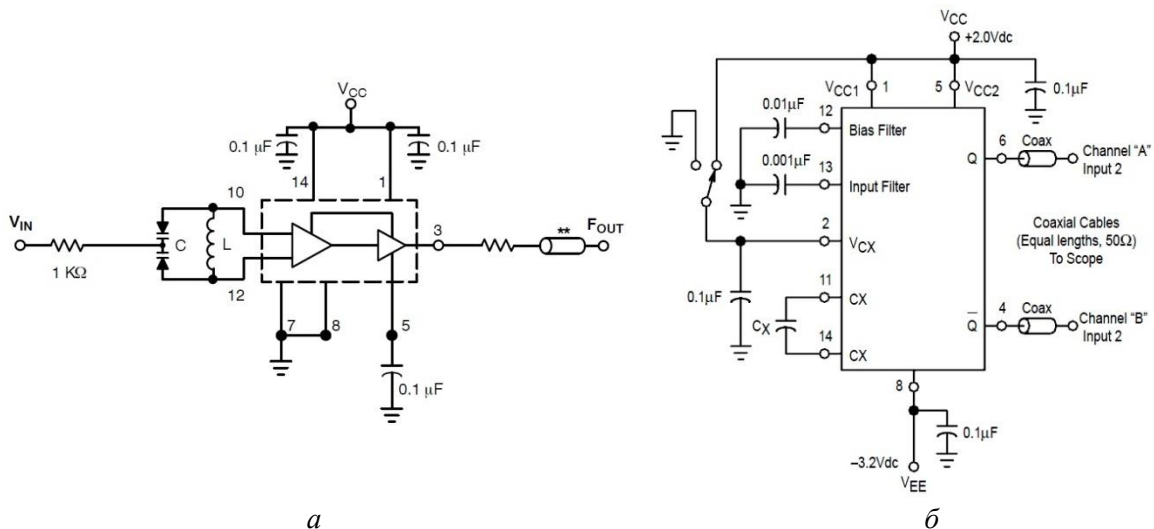 V_CC
0.1 µF
0.1 µF
14
1
10
V_IN
1 KΩ
C
L
3
**
F_OUT
12
7
8
5
0.1 µF
а
V_CC
+2.0Vdc
V_CC1
1
5
V_CC2
0.1µF
0.01µF
12
Bias Filter
0.001µF
13
Input Filter
Q
6
Coax
Channel "A"
Input 2
2
V_CX
Coaxial Cables
(Equal lengths, 50Ω)
To Scope
0.1µF
11
CX
C_X
14
CX
Q̅
4
Coax
Channel "B"
Input 2
8
0.1µF
–3.2Vdc
V_EE
б